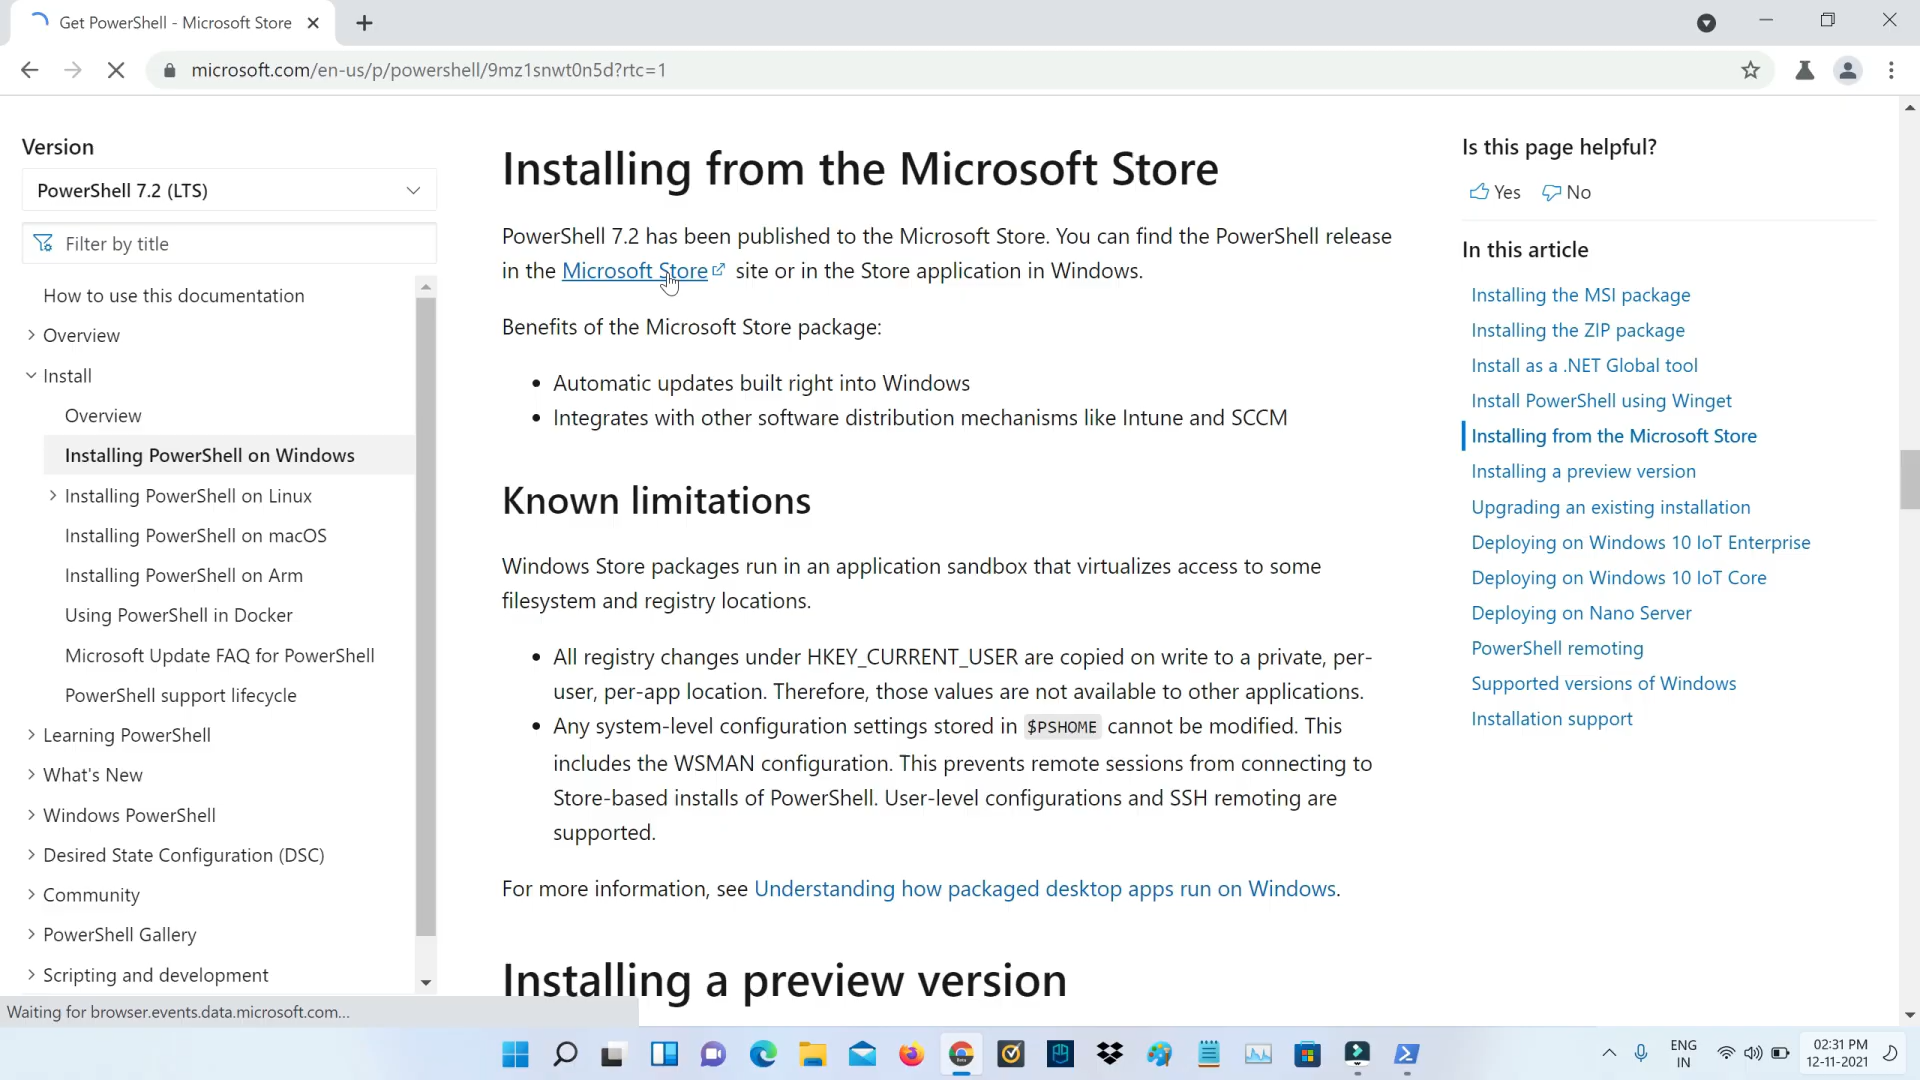 Get PowerShell - Microsoft Store
microsoft.com/en-us/p/powershell/9mz1snwt0n5d?rtc=1
Version
PowerShell 7.2 (LTS)
Filter by title
How to use this documentation
Overview
Install
Overview
Installing PowerShell on Windows
Installing PowerShell on Linux
Installing PowerShell on macOS
Installing PowerShell on Arm
Using PowerShell in Docker
Microsoft Update FAQ for PowerShell
PowerShell support lifecycle
Learning PowerShell
What's New
Windows PowerShell
Desired State Configuration (DSC)
Community
PowerShell Gallery
Scripting and development
Installing from the Microsoft Store
PowerShell 7.2 has been published to the Microsoft Store. You can find the PowerShell release
in the Microsoft Store site or in the Store application in Windows.
Benefits of the Microsoft Store package:
• Automatic updates built right into Windows
• Integrates with other software distribution mechanisms like Intune and SCCM
Known limitations
Windows Store packages run in an application sandbox that virtualizes access to some
filesystem and registry locations.
• All registry changes under HKEY_CURRENT_USER are copied on write to a private, per-
user, per-app location. Therefore, those values are not available to other applications.
• Any system-level configuration settings stored in $PSHOME cannot be modified. This
includes the WSMAN configuration. This prevents remote sessions from connecting to
Store-based installs of PowerShell. User-level configurations and SSH remoting are
supported.
For more information, see Understanding how packaged desktop apps run on Windows.
Installing a preview version
Is this page helpful?
Yes No
In this article
Installing the MSI package
Installing the ZIP package
Install as a .NET Global tool
Install PowerShell using Winget
Installing from the Microsoft Store
Installing a preview version
Upgrading an existing installation
Deploying on Windows 10 IoT Enterprise
Deploying on Windows 10 IoT Core
Deploying on Nano Server
PowerShell remoting
Supported versions of Windows
Installation support
Waiting for browser.events.data.microsoft.com...
ENG
IN
02:31 PM
12-11-2021